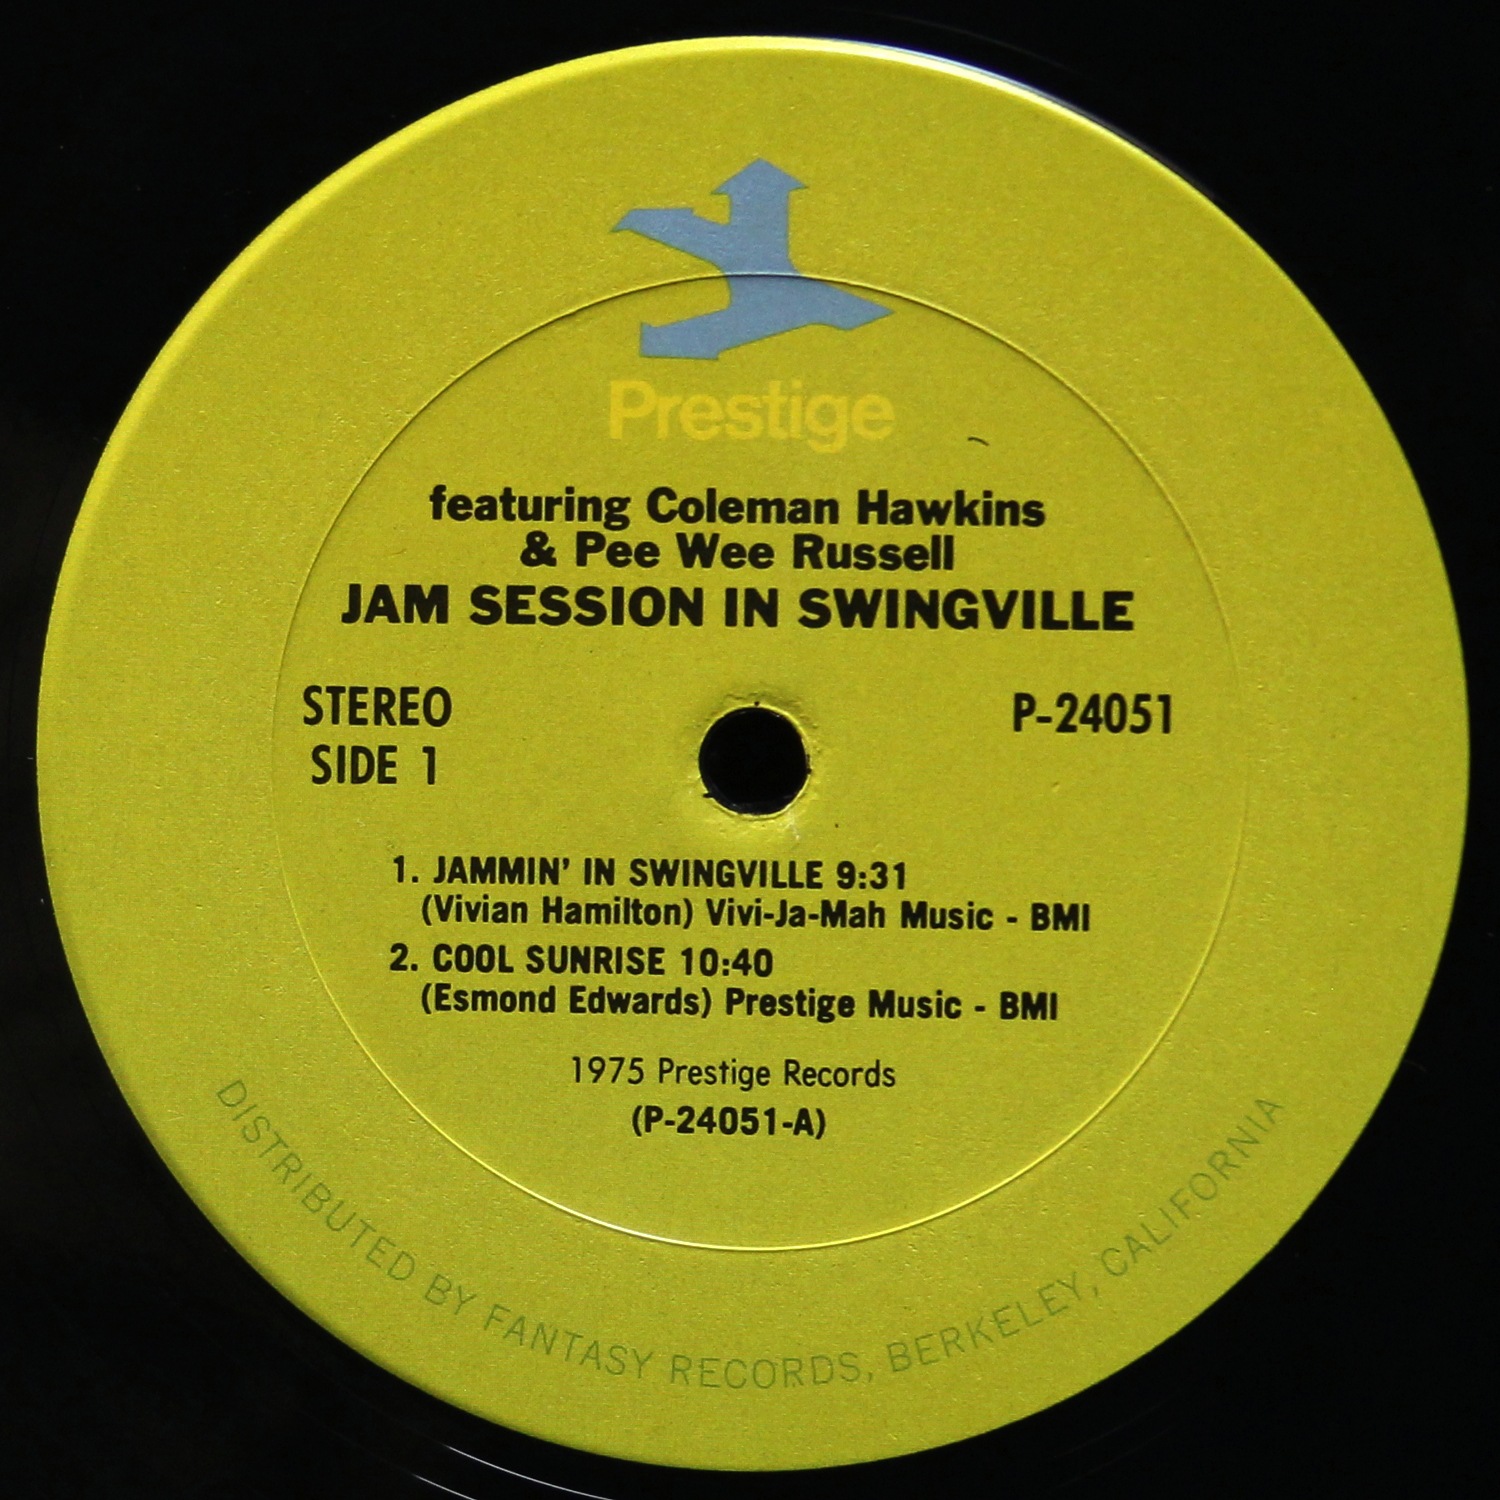 Prestige
featuring Coleman Hawkins
& Pee Wee Russell
JAM SESSION IN SWINGVILLE
STEREO
SIDE 1
P-24051
1. JAMMIN' IN SWINGVILLE 9:31
(Vivian Hamilton) Vivi-Ja-Mah Music - BMI
2. COOL SUNRISE 10:40
(Esmond Edwards) Prestige Music - BMI
1975 Prestige Records
(P-24051-A)
DISTRIBUTED BY FANTASY RECORDS, BERKELEY, CALIFORNIA